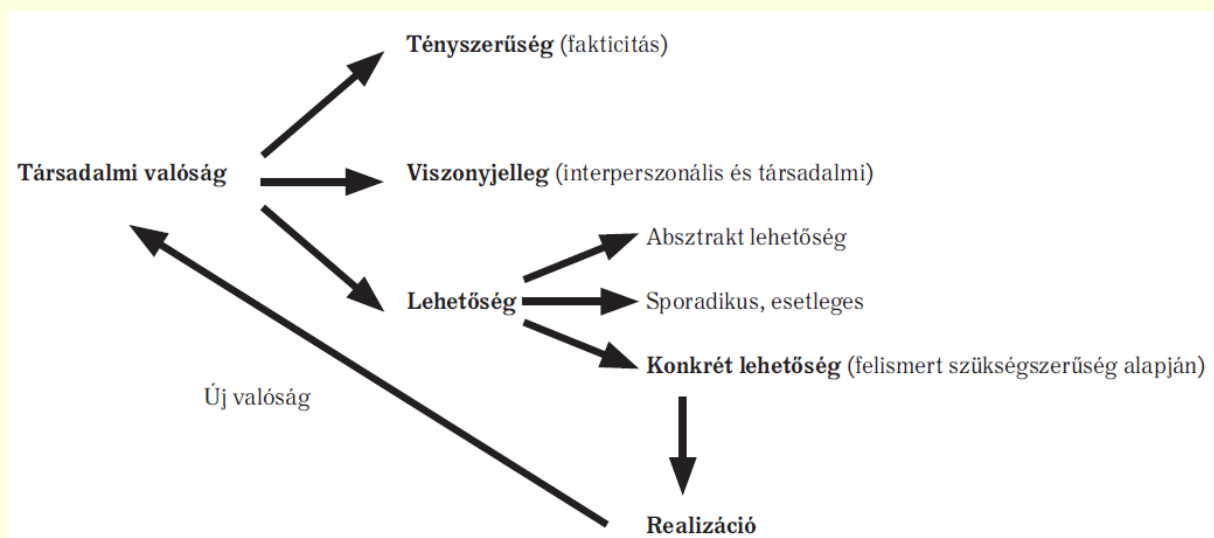 Tényszerűség (fakticitás)
Társadalmi valóság
Viszonyjelleg (interperszonális és társadalmi)
Absztrakt lehetőség
Lehetőség
Sporadikus, esetleges
Konkrét lehetőség (felismert szükségszerűség alapján)
Új valóság
Realizáció